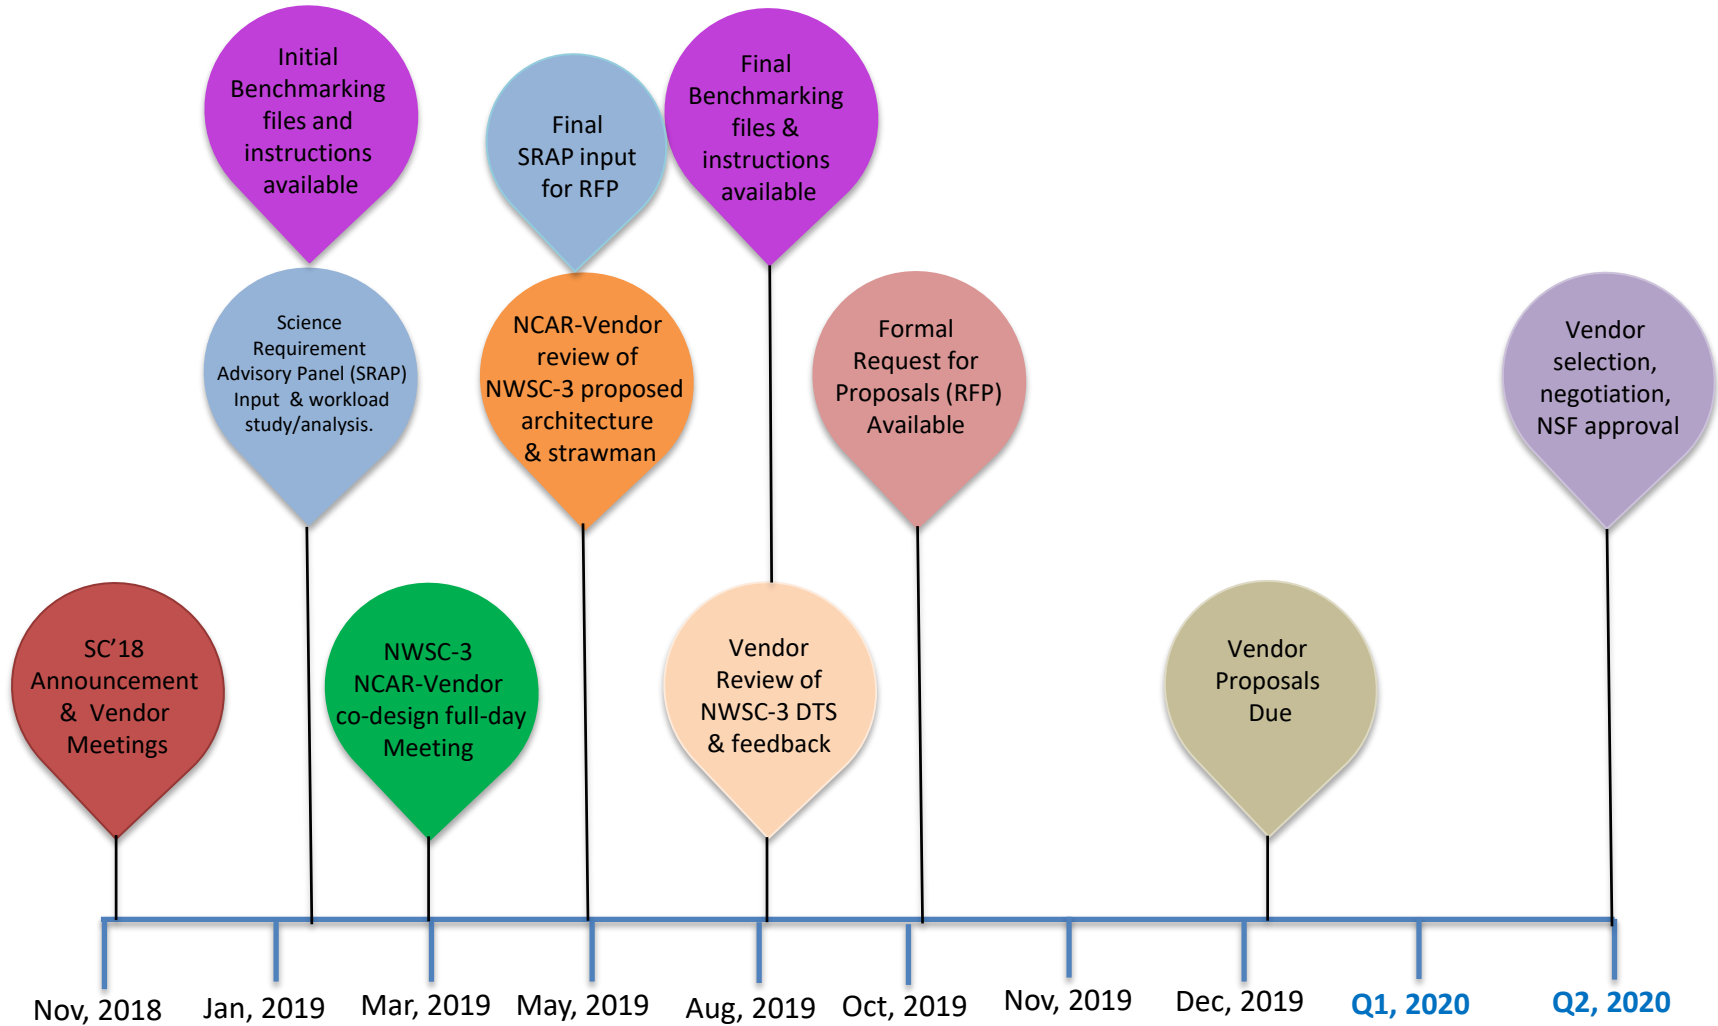 Initial
Benchmarking
files and
instructions
available
Final
SRAP input
for RFP
Final
Benchmarking
files &
instructions
available
Science
Requirement
Advisory Panel (SRAP)
Input & workload
study/analysis.
NCAR-Vendor
review of
NWSC-3 proposed
architecture
& strawman
Formal
Request for
Proposals (RFP)
Available
Vendor
selection,
negotiation,
NSF approval
SC’18
Announcement
& Vendor
Meetings
NWSC-3
NCAR-Vendor
co-design full-day
Meeting
Vendor
Review of
NWSC-3 DTS
& feedback
Vendor
Proposals
Due
Nov, 2018
Jan, 2019
Mar, 2019
May, 2019
Aug, 2019
Oct, 2019
Nov, 2019
Dec, 2019
Q1, 2020
Q2, 2020